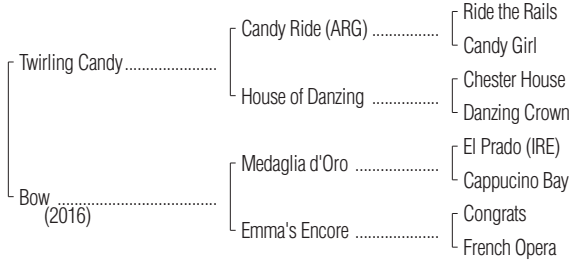 Ride the Rails
Candy Ride (ARG) ................
Candy Girl
Twirling Candy ......................
Chester House
House of Danzing ................
Danzing Crown
El Prado (IRE)
Medaglia d'Oro ....................
Cappucino Bay
Bow ......................................
(2016)
Congrats
Emma's Encore ....................
French Opera